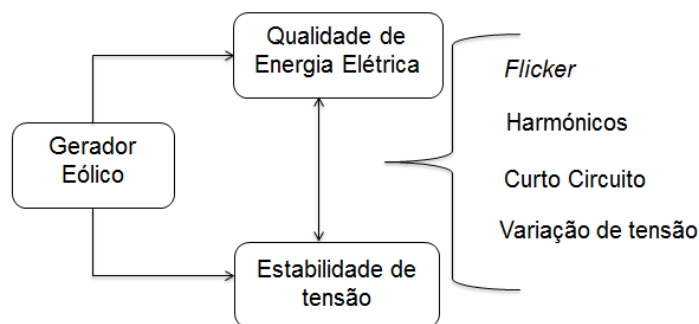 Qualidade de
Energia Elétrica
Gerador
Eólico
Estabilidade de
tensão
Flicker
Harmónicos
Curto Circuito
Variação de tensão